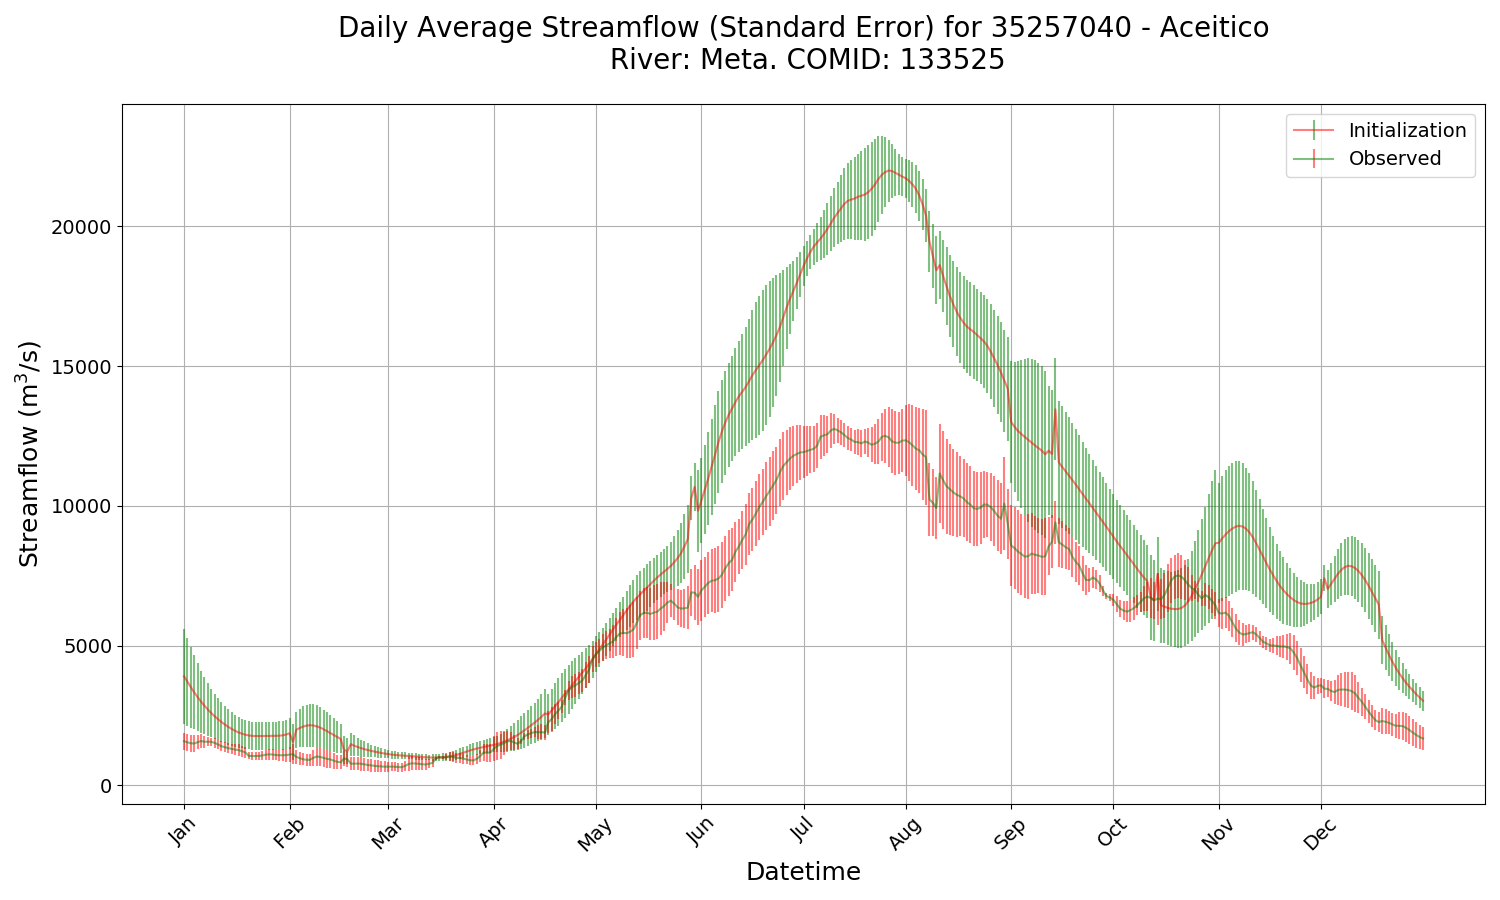 Daily Average Streamflow (Standard Error) for 35257040 - Aceitico
River: Meta. COMID: 133525
Initialization
Observed
Streamflow (m³/s)
20000
15000
10000
5000
0
Jan
Feb
Mar
Apr
May
Jun
Jul
Aug
Sep
Oct
Nov
Dec
Datetime